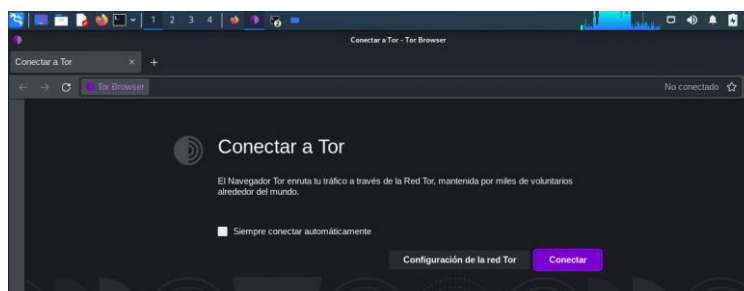 1 2 3 4
Conectar a Tor - Tor Browser
Conectar a Tor
Tor Browser
No conectado
Conectar a Tor
El Navegador Tor enruta tu tráfico a través de la Red Tor, mantenida por miles de voluntarios
alrededor del mundo.
Siempre conectar automáticamente
Configuración de la red Tor
Conectar